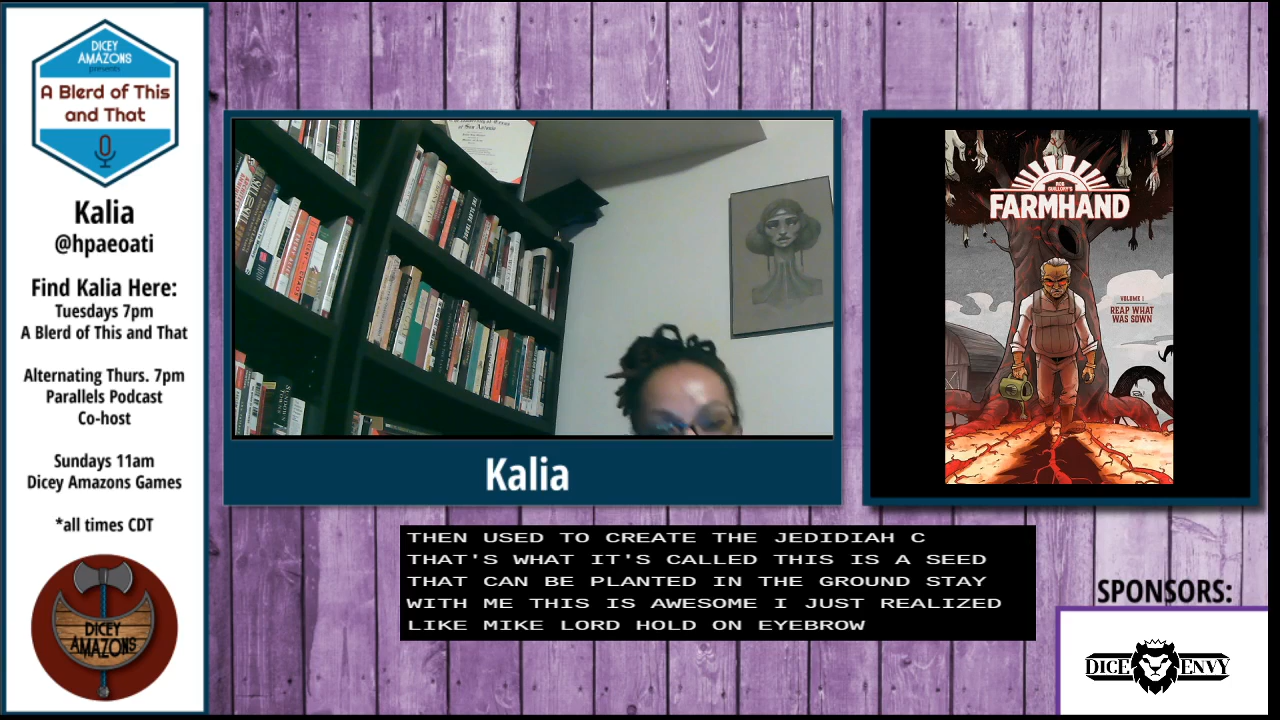 DICEY
AMAZONS
presents
A Blerd of This
and That
Kalia
@hpaeoati
Find Kalia Here:
Tuesdays 7pm
A Blerd of This and That
Alternating Thurs. 7pm
Parallels Podcast
Co-host
Sundays 11am
Dicey Amazons Games
*all times CDT
DICEY
AMAZONS
San Antonio
Kalia
ROB
GUILLORY'S
FARMHAND
VOLUME 1
REAP WHAT
WAS SOWN
THEN USED TO CREATE THE JEDIDIAH C
THAT'S WHAT IT'S CALLED THIS IS A SEED
THAT CAN BE PLANTED IN THE GROUND STAY
WITH ME THIS IS AWESOME I JUST REALIZED
LIKE MIKE LORD HOLD ON EYEBROW
SPONSORS:
DICE ENVY